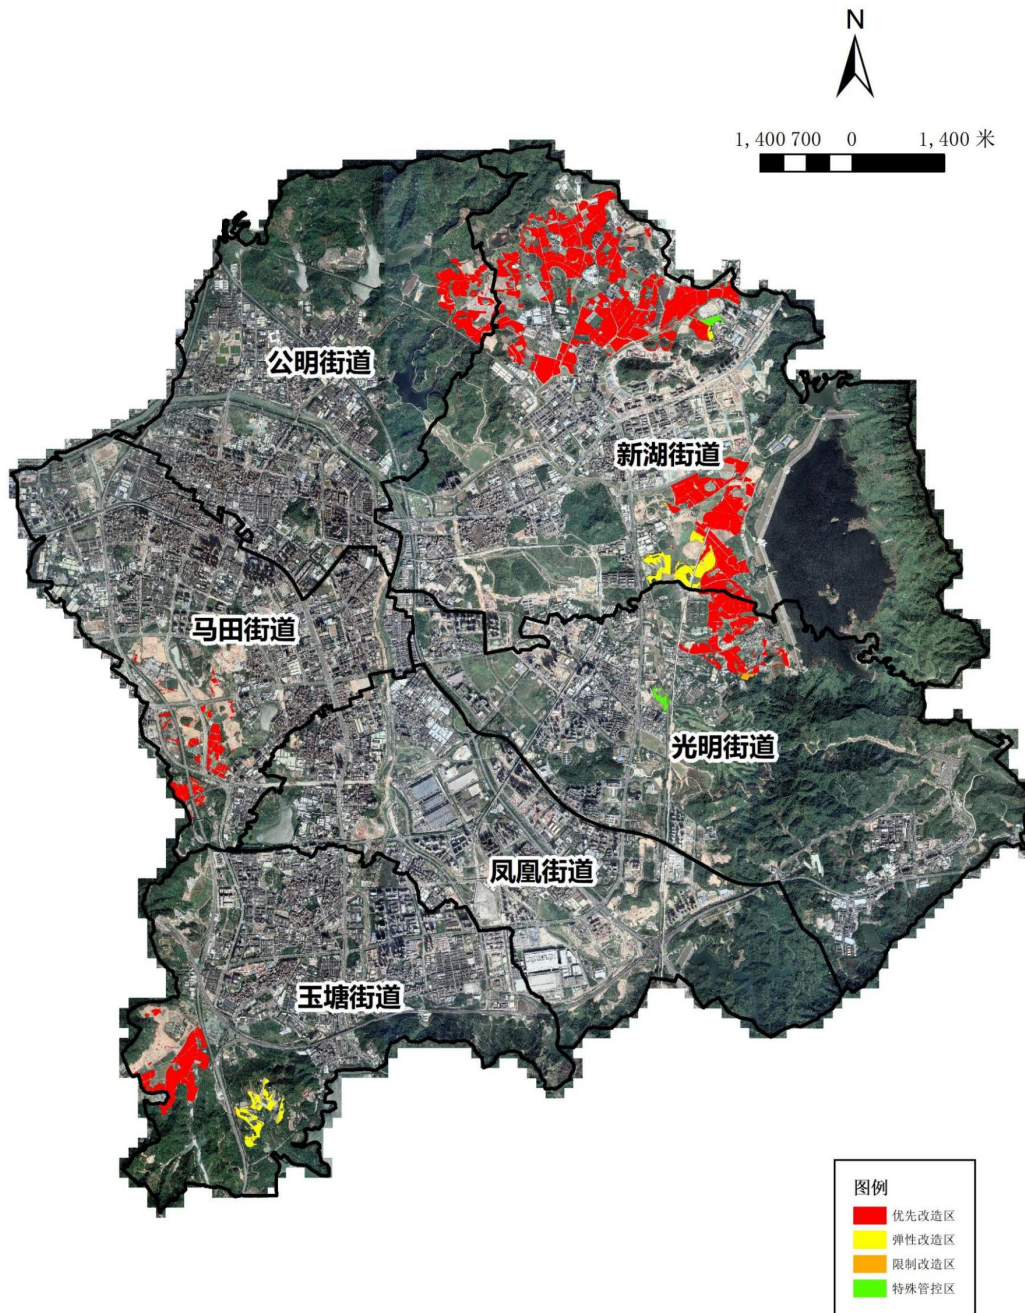 N
1,400 700 0 1,400 米
公明街道
新湖街道
马田街道
光明街道
凤凰街道
玉塘街道
图例
优先改造区
弹性改造区
限制改造区
特殊管控区